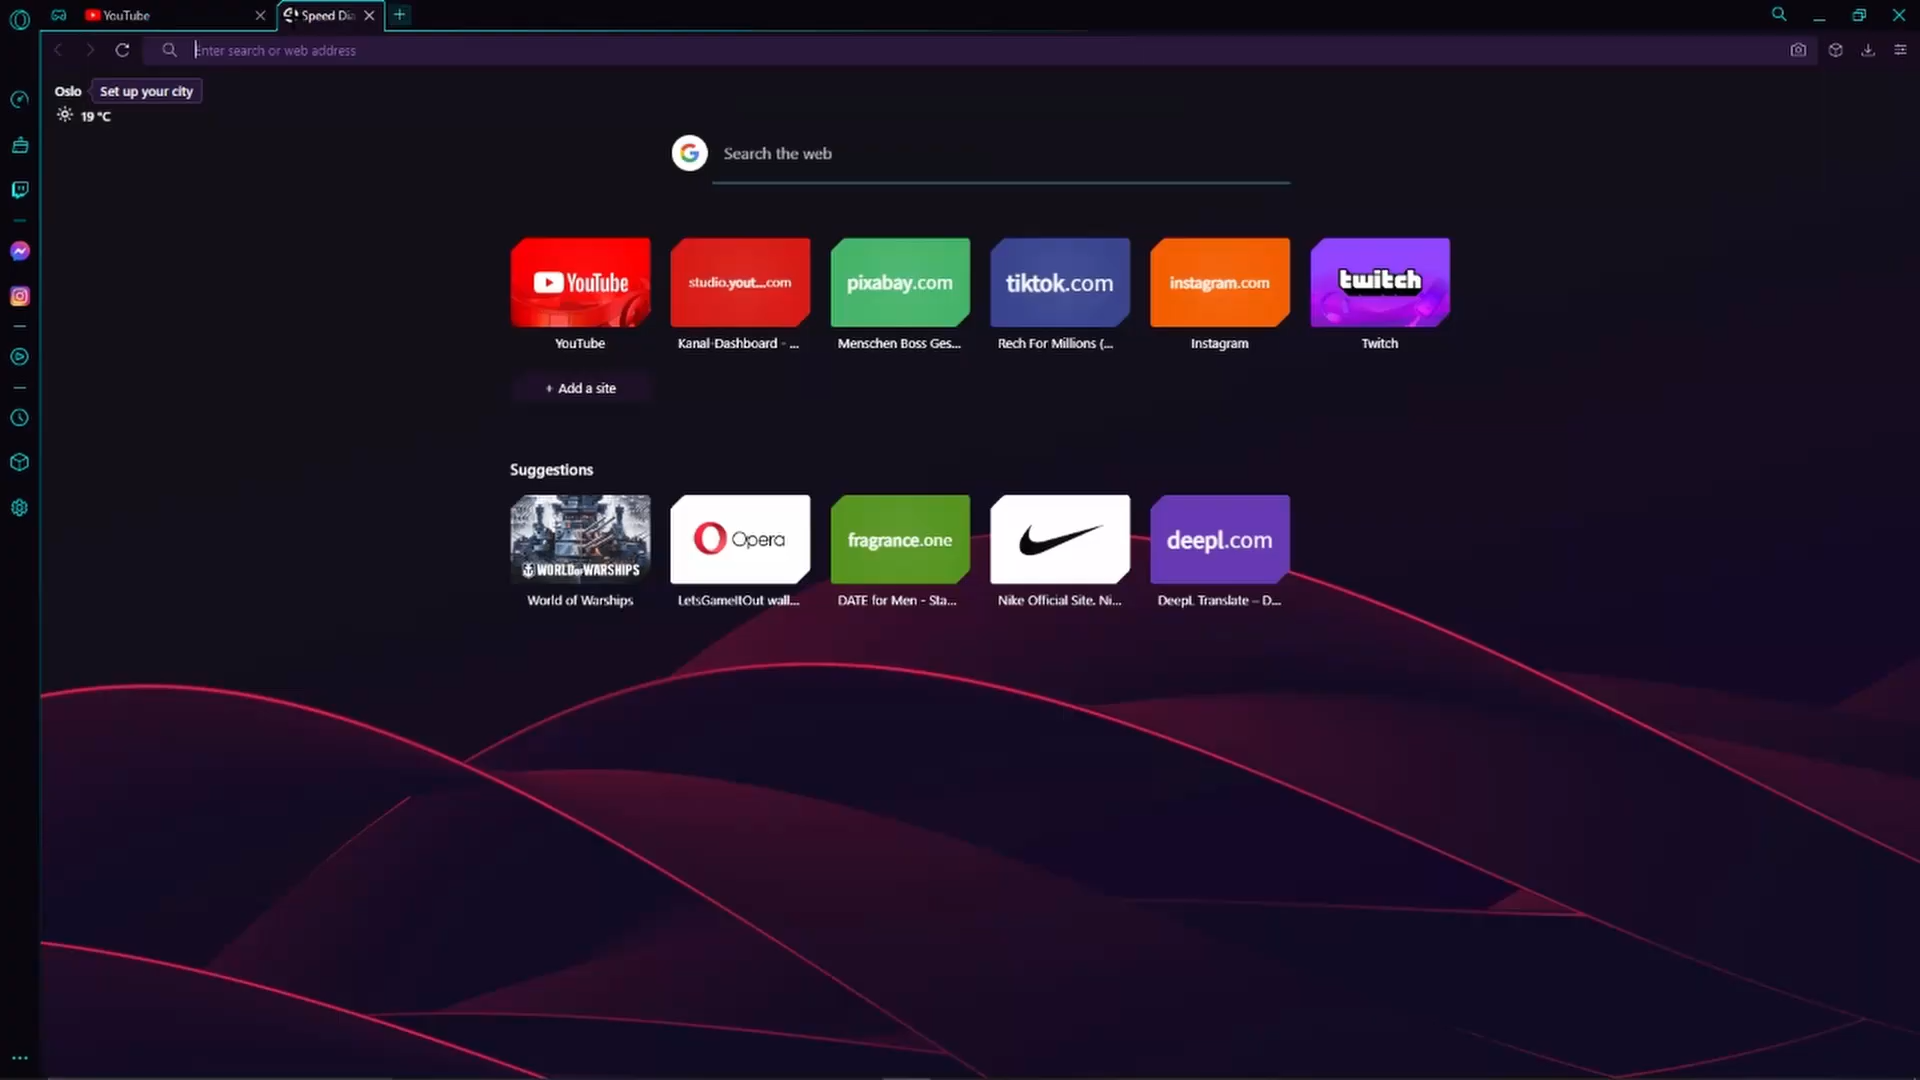 YouTube
Speed Dia
Enter search or web address
Oslo
Set up your city
19 °C
Search the web
YouTube
studio.yout....com
pixabay.com
tiktok.com
instagram.com
twitch
YouTube
Kanal-Dashboard - ...
Menschen Boss Ges...
Rech For Millions (...
Instagram
Twitch
+ Add a site
Suggestions
WORLD OF WARSHIPS
Opera
fragrance.one
deepl.com
World of Warships
LetsGameItOut wall...
DATE for Men - Sta...
Nike Official Site. Ni...
DeepL Translate – D...